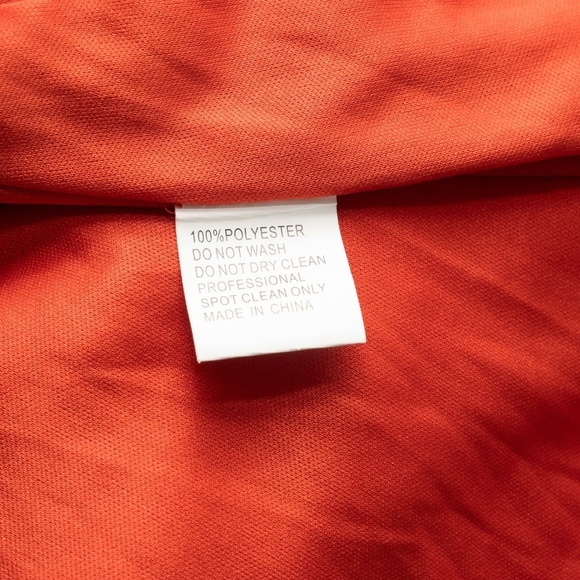 100%POLYESTER
DO NOT WASH
DO NOT DRY CLEAN
PROFESSIONAL
SPOT CLEAN ONLY
MADE IN CHINA